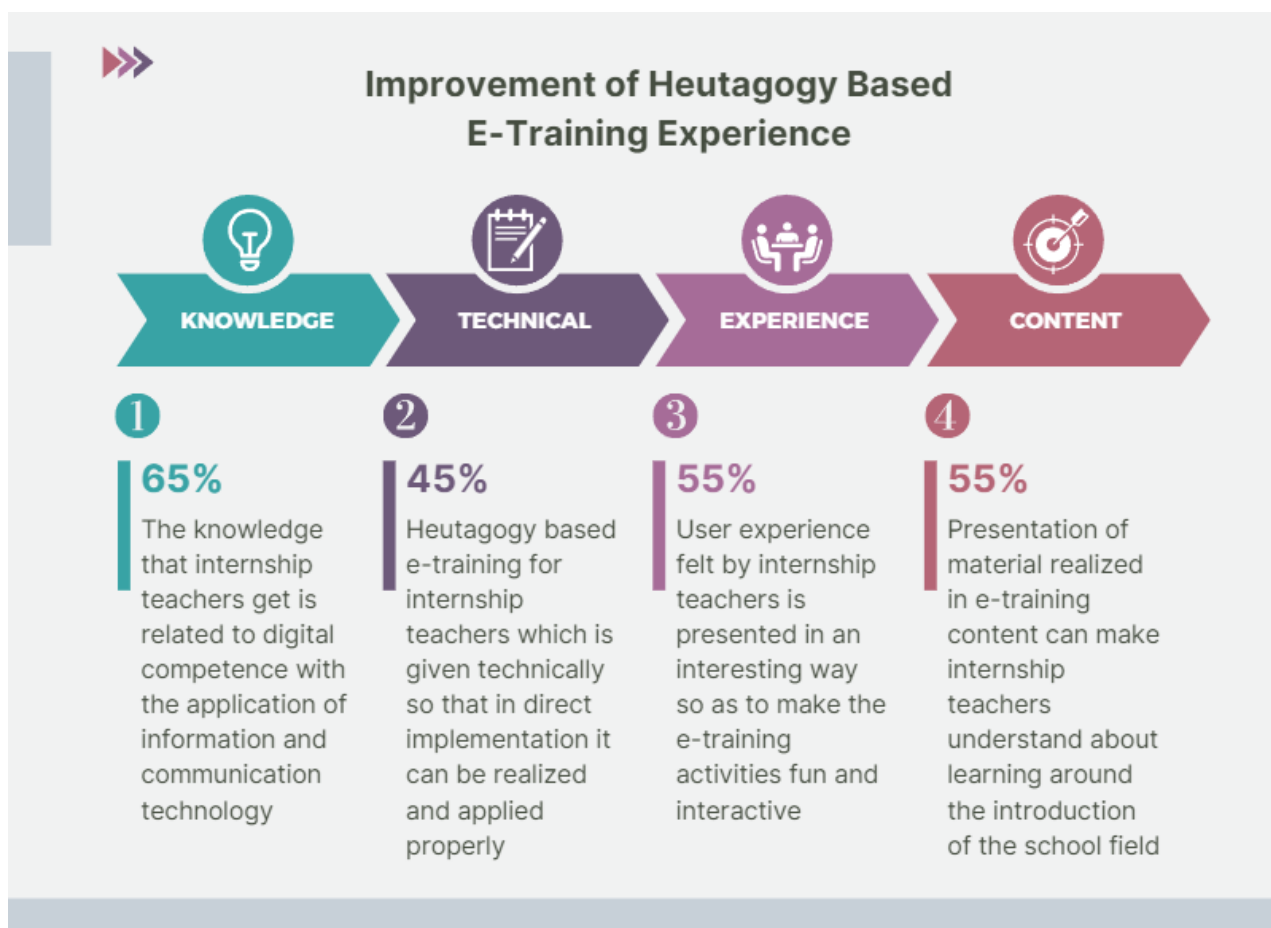 Improvement of Heutagogy Based
E-Training Experience
KNOWLEDGE
TECHNICAL
EXPERIENCE
CONTENT
1
65%
The knowledge
that internship
teachers get is
related to digital
competence with
the application of
information and
communication
technology
2
45%
Heutagogy based
e-training for
internship
teachers which is
given technically
so that in direct
implementation it
can be realized
and applied
properly
3
55%
User experience
felt by internship
teachers is
presented in an
interesting way
so as to make the
e-training
activities fun and
interactive
4
55%
Presentation of
material realized
in e-training
content can make
internship
teachers
understand about
learning around
the introduction
of the school field